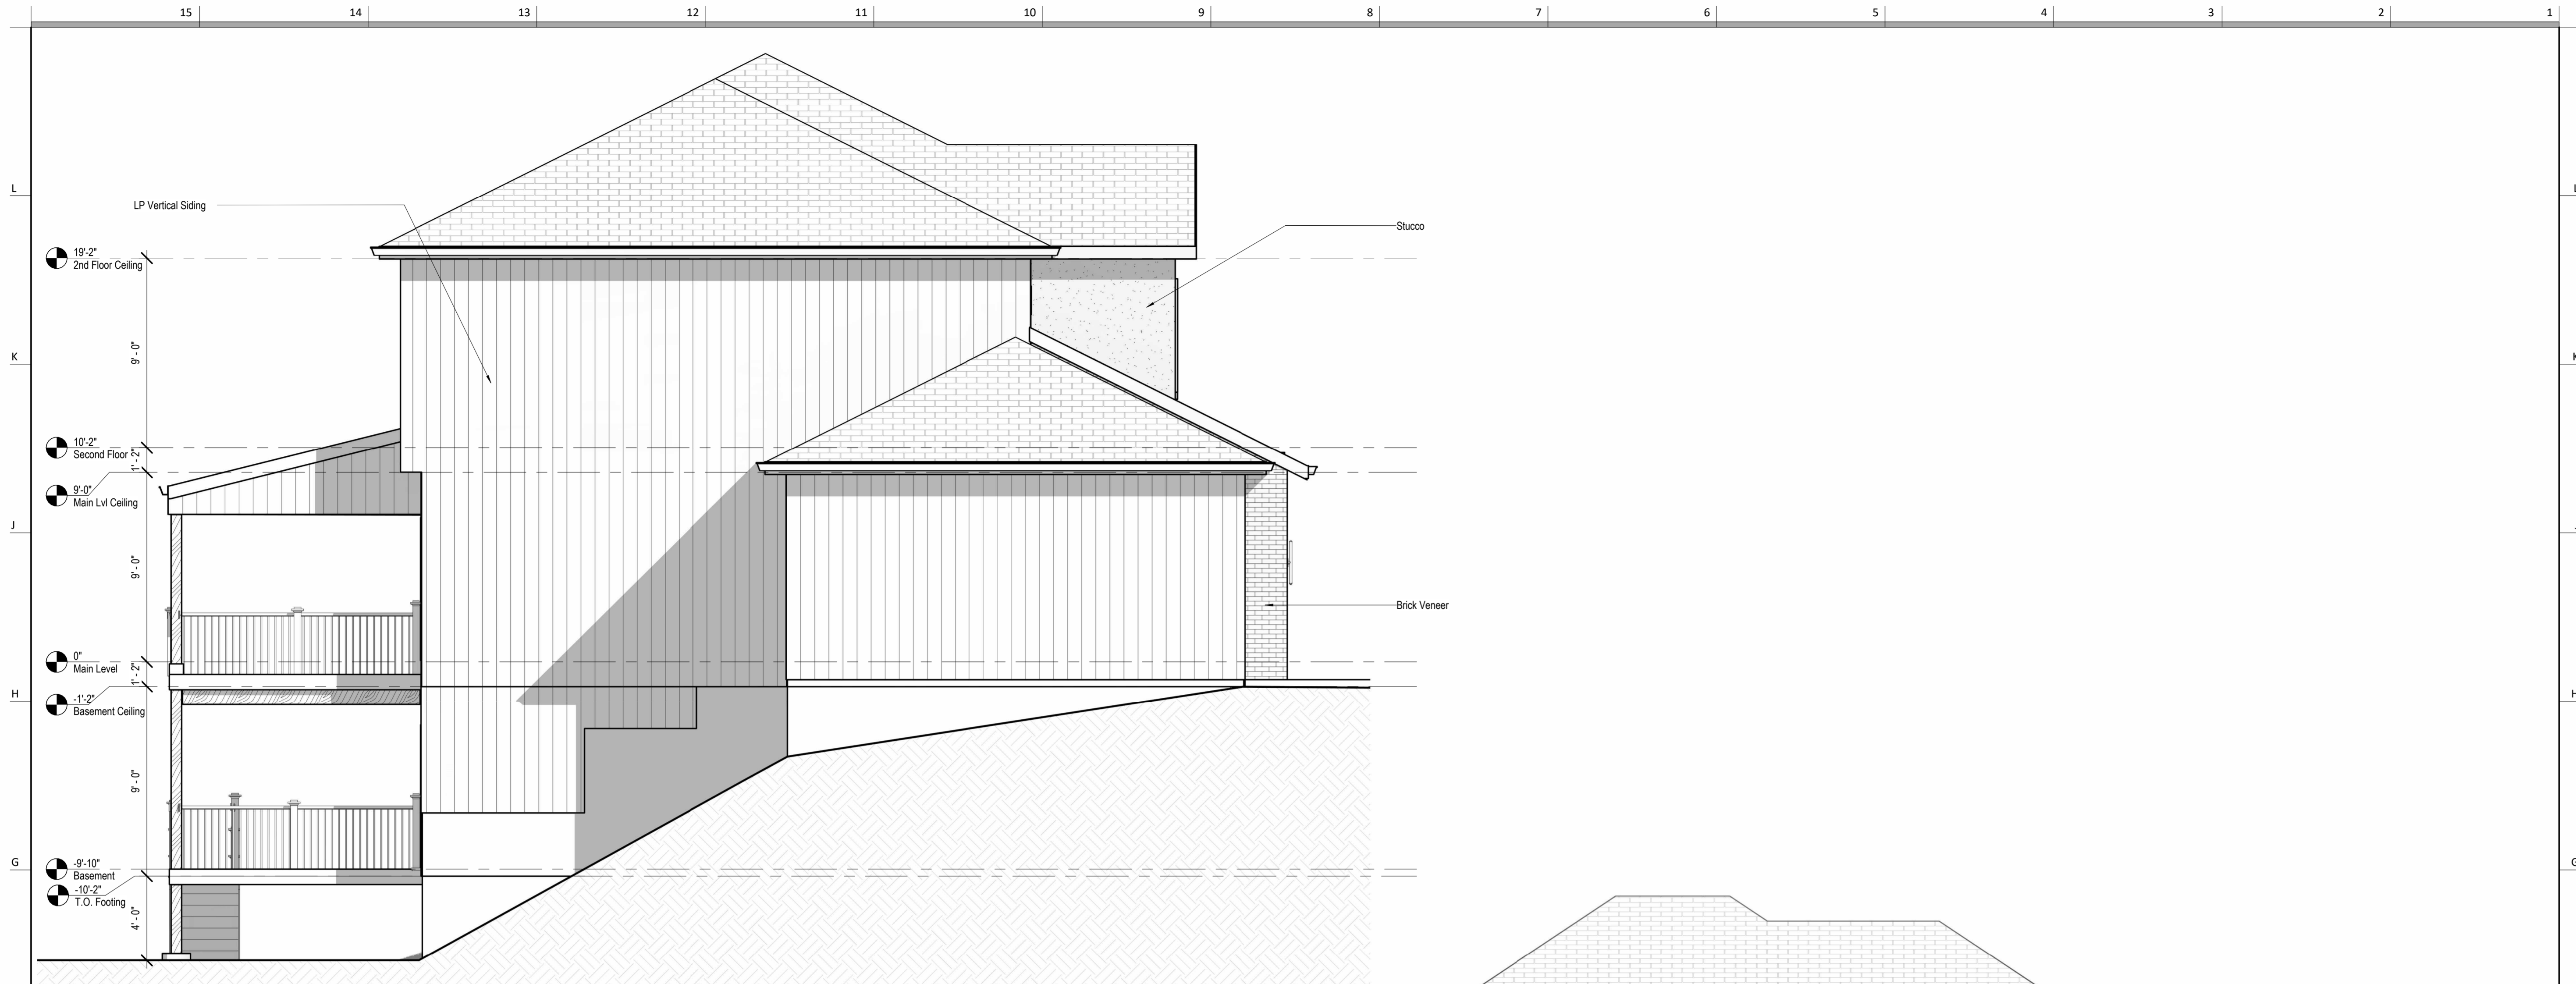 15 14 13 12 11 10 9 8 7 6 5 4 3 2 1
L
LP Vertical Siding
Stucco
19'-2"
2nd Floor Ceiling
K
9' - 0"
10'-2"
Second Floor
1' - 2"
9'-0"
Main Lvl Ceiling
J
9' - 0"
Brick Veneer
0"
Main Level
1' - 2"
H
H
-1'-2"
Basement Ceiling
9' - 0"
G
G
-9'-10"
Basement
-10'-2"
T.O. Footing
4' - 0"